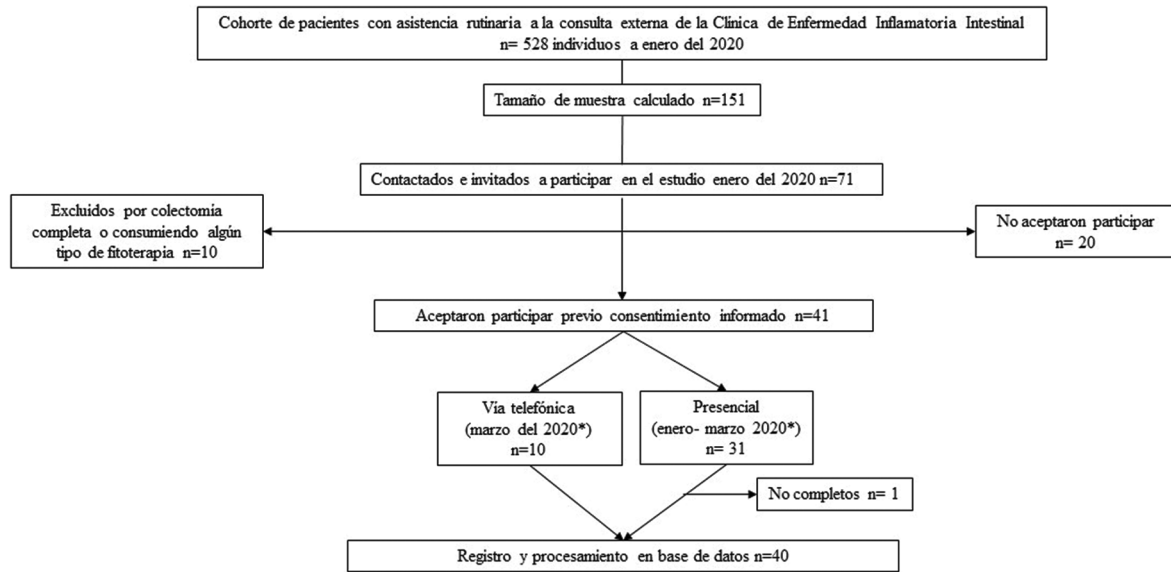 Cohorte de pacientes con asistencia rutinaria a la consulta externa de la Clínica de Enfermedad Inflamatoria Intestinal
n= 528 individuos a enero del 2020
Tamaño de muestra calculado n=151
Contactados e invitados a participar en el estudio enero del 2020 n=71
Excluidos por colectomía
completa o consumiendo algún
tipo de fitoterapia n=10
No aceptaron participar
n= 20
Aceptaron participar previo consentimiento informado n=41
Vía telefónica
(marzo del 2020*)
n=10
Presencial
(enero- marzo 2020*)
n= 31
No completos n= 1
Registro y procesamiento en base de datos n=40